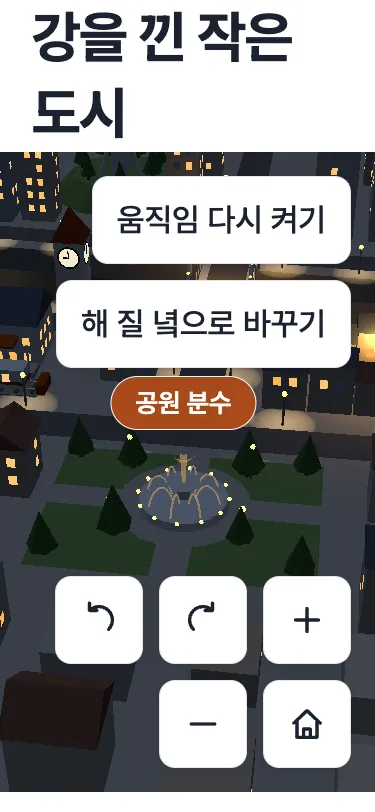 강을 낀 작은
도시
움직임 다시 켜기
해 질 녘으로 바꾸기
공원 분수